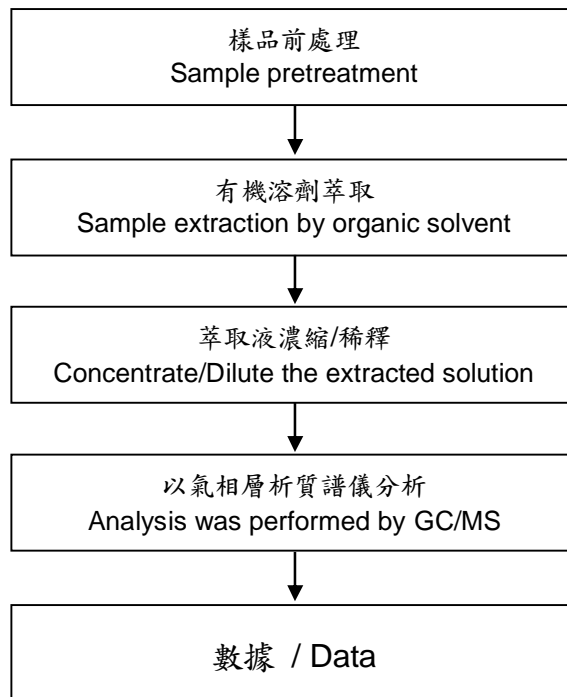 樣品前處理
Sample pretreatment
有機溶劑萃取
Sample extraction by organic solvent
萃取液濃縮/稀釋
Concentrate/Dilute the extracted solution
以氣相層析質譜儀分析
Analysis was performed by GC/MS
數據 / Data